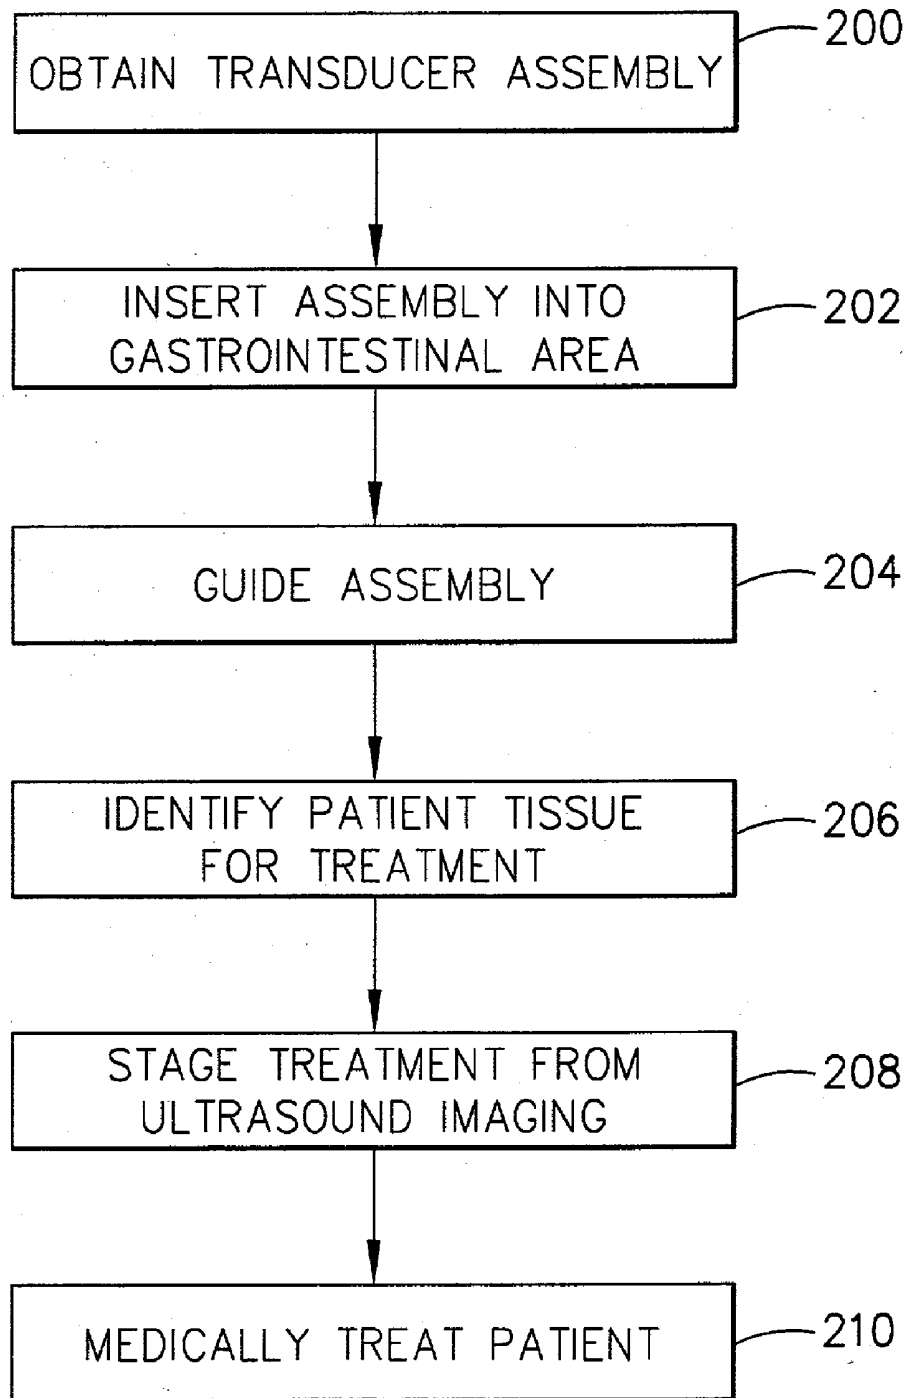 OBTAIN TRANSDUCER ASSEMBLY
200
INSERT ASSEMBLY INTO
GASTROINTESTINAL AREA
202
GUIDE ASSEMBLY
204
IDENTIFY PATIENT TISSUE
FOR TREATMENT
206
STAGE TREATMENT FROM
ULTRASOUND IMAGING
208
MEDICALLY TREAT PATIENT
210